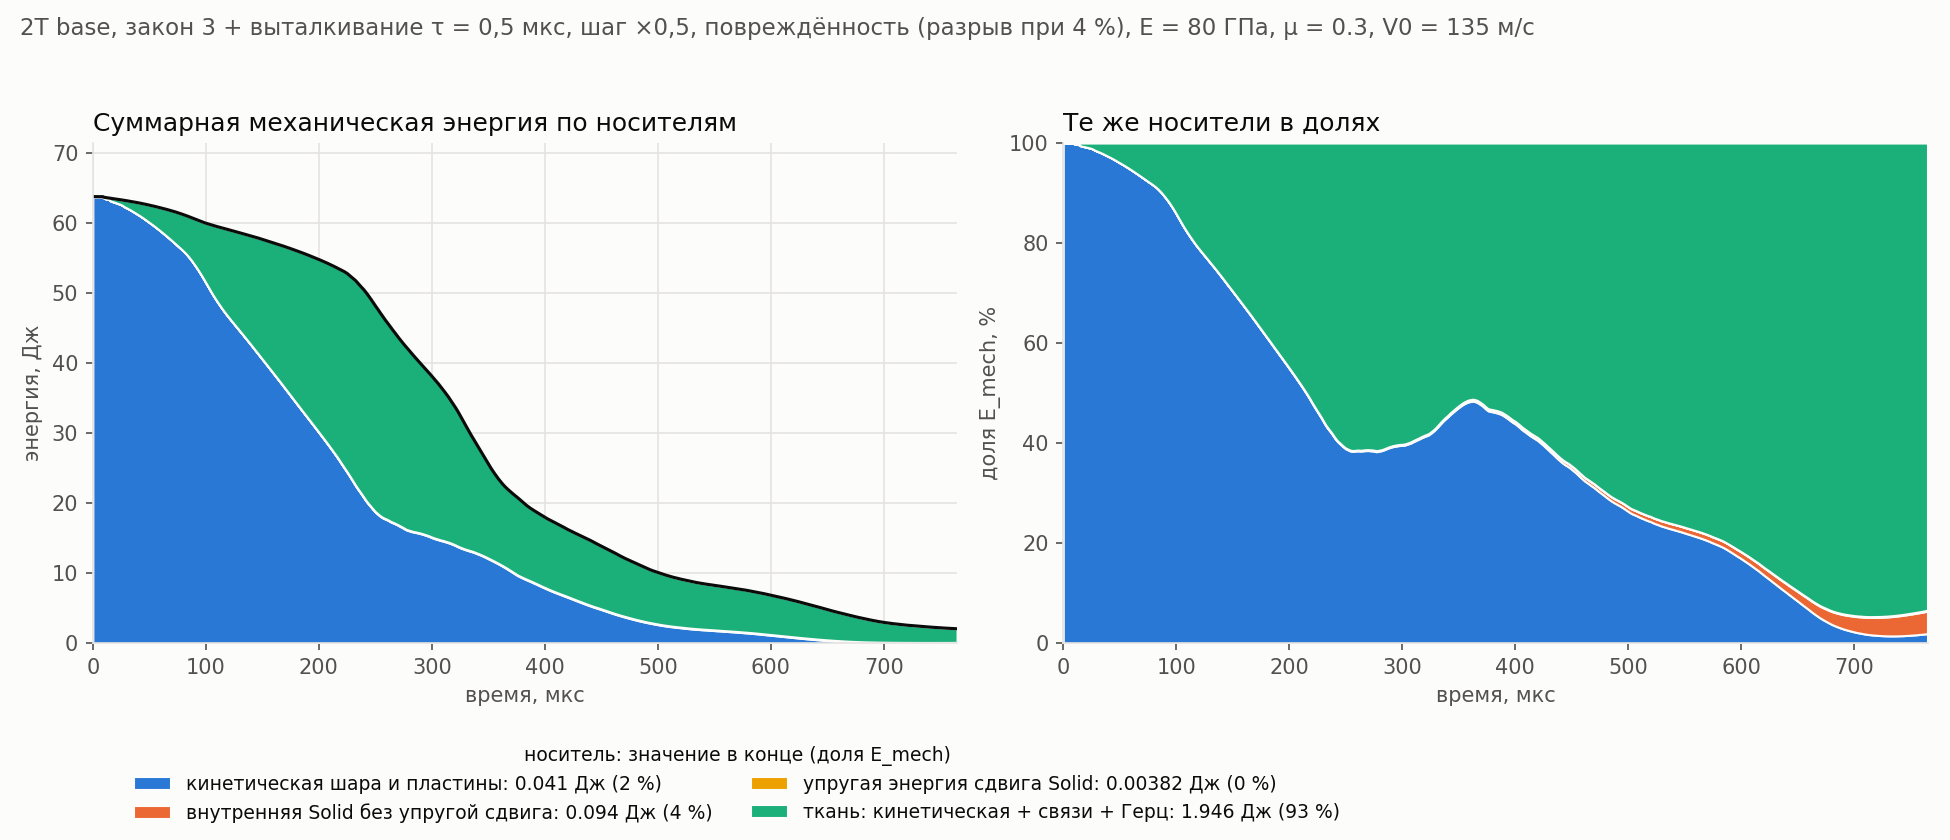 2T base, закон 3 + выталкивание τ = 0,5 мкс, шаг ×0,5, повреждённость (разрыв при 4 %), E = 80 ГПа, μ = 0.3, V0 = 135 м/с
Суммарная механическая энергия по носителям
70
60
50
40
30
20
10
0
энергия, Дж
0 100 200 300 400 500 600 700
время, мкс
Те же носители в долях
100
80
60
40
20
0
доля E_mech, %
0 100 200 300 400 500 600 700
время, мкс
носитель: значение в конце (доля E_mech)
кинетическая шара и пластины: 0.041 Дж (2 %)
внутренняя Solid без упругой сдвига: 0.094 Дж (4 %)
упругая энергия сдвига Solid: 0.00382 Дж (0 %)
ткань: кинетическая + связи + Герц: 1.946 Дж (93 %)